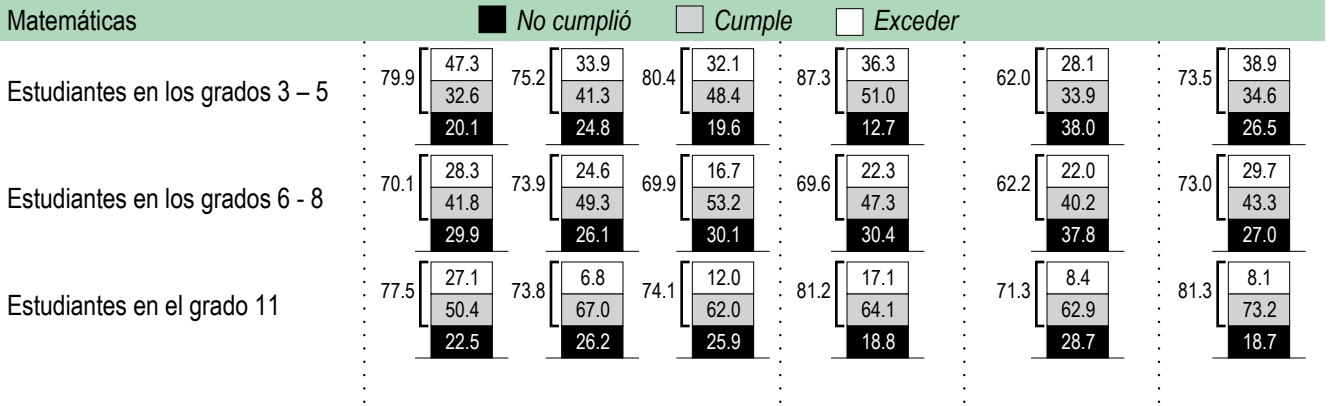 Matemáticas No cumplió Cumple Exceder
47.3 33.9 32.1 36.3 28.1 38.9
79.9 75.2 80.4 87.3 62.0 73.5
Estudiantes en los grados 3 – 5 32.6 41.3 48.4 51.0 33.9 34.6
20.1 24.8 19.6 12.7 38.0 26.5
28.3 24.6 16.7 22.3 22.0 29.7
70.1 73.9 69.9 69.6 62.2 73.0
Estudiantes en los grados 6 - 8 41.8 49.3 53.2 47.3 40.2 43.3
29.9 26.1 30.1 30.4 37.8 27.0
27.1 6.8 12.0 17.1 8.4 8.1
77.5 73.8 74.1 81.2 71.3 81.3
Estudiantes en el grado 11 50.4 67.0 62.0 64.1 62.9 73.2
22.5 26.2 25.9 18.8 28.7 18.7